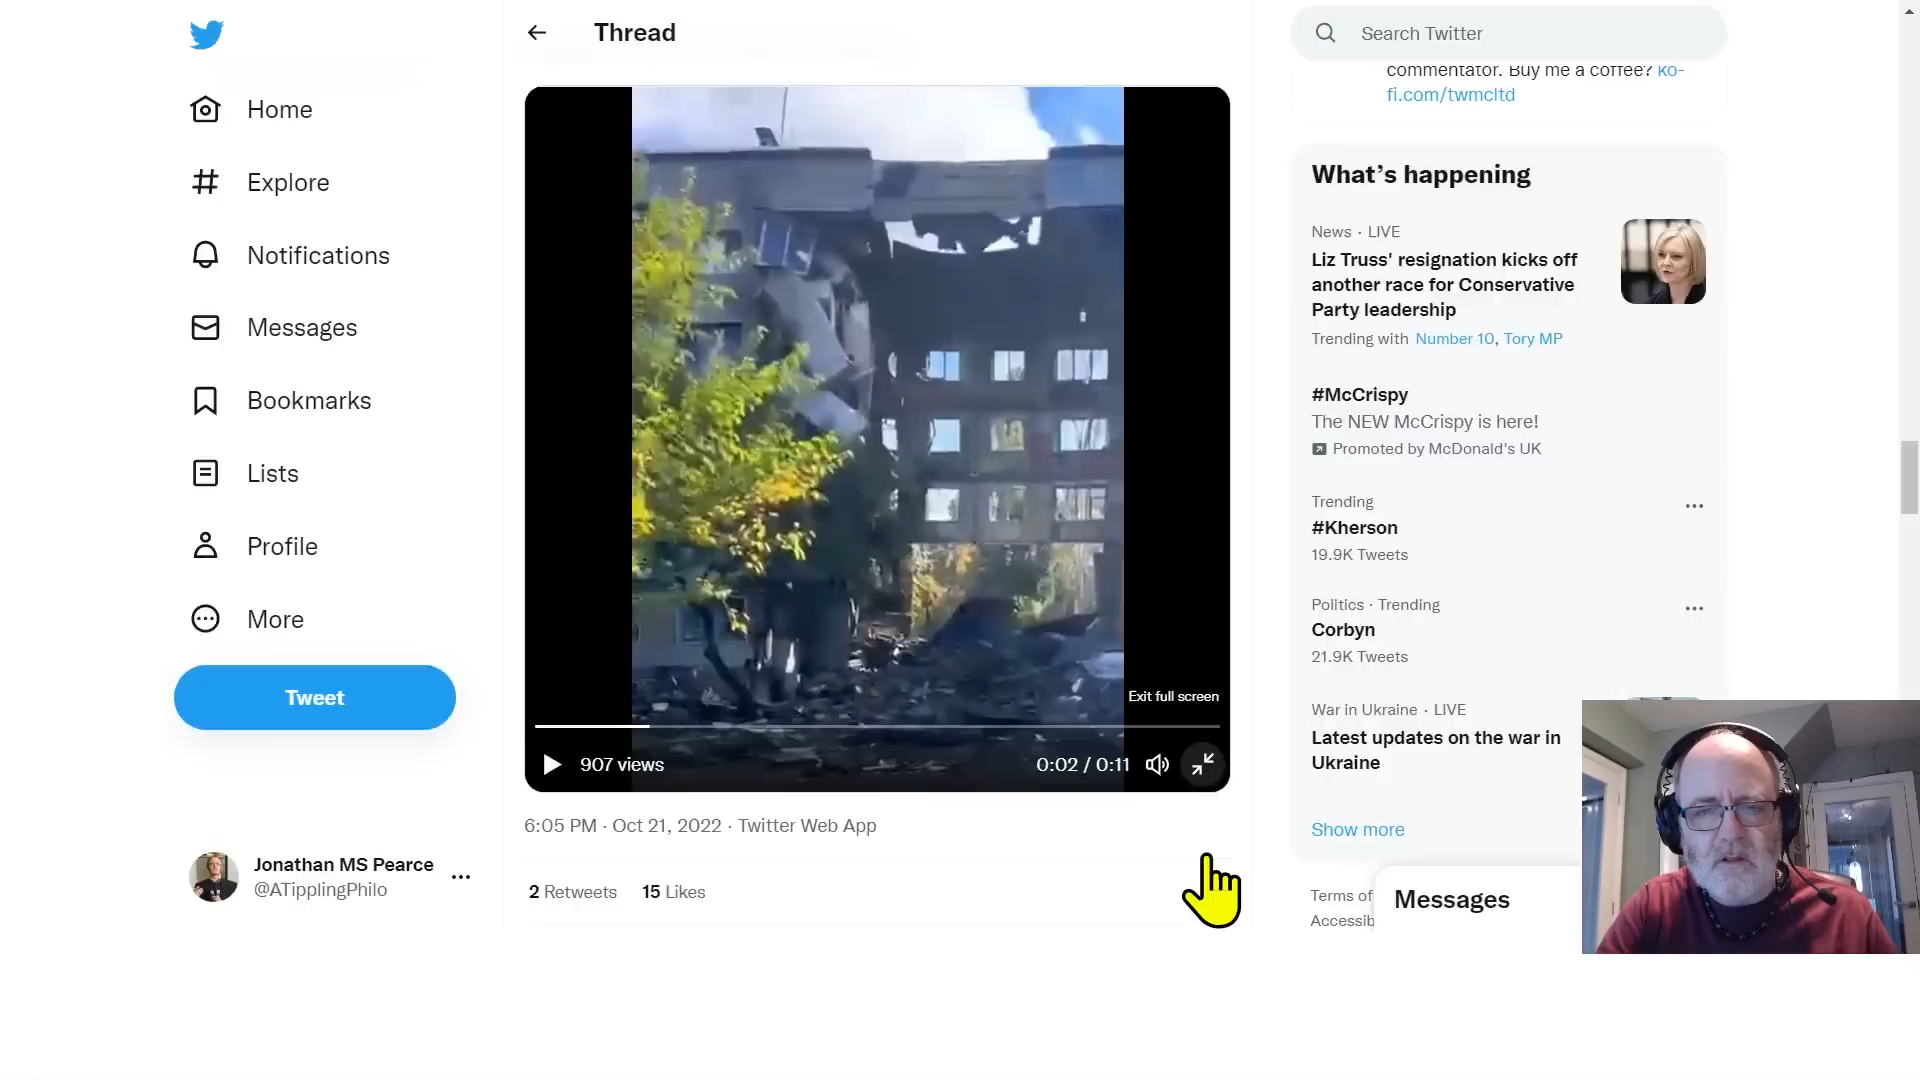 Home
Explore
Notifications
Messages
Bookmarks
Lists
Profile
More
Tweet
Jonathan MS Pearce
@ATipplingPhilo
Thread
Exit full screen
907 views
0:02 / 0:11
6:05 PM · Oct 21, 2022 · Twitter Web App
2 Retweets 15 Likes
Search Twitter
commentator. Buy me a coffee? ko-
fi.com/twmcltd
What's happening
News · LIVE
Liz Truss' resignation kicks off
another race for Conservative
Party leadership
Trending with Number 10, Tory MP
#McCrispy
The NEW McCrispy is here!
Promoted by McDonald's UK
Trending
#Kherson
19.9K Tweets
Politics · Trending
Corbyn
21.9K Tweets
War in Ukraine · LIVE
Latest updates on the war in
Ukraine
Show more
Terms of
Accessib
Messages